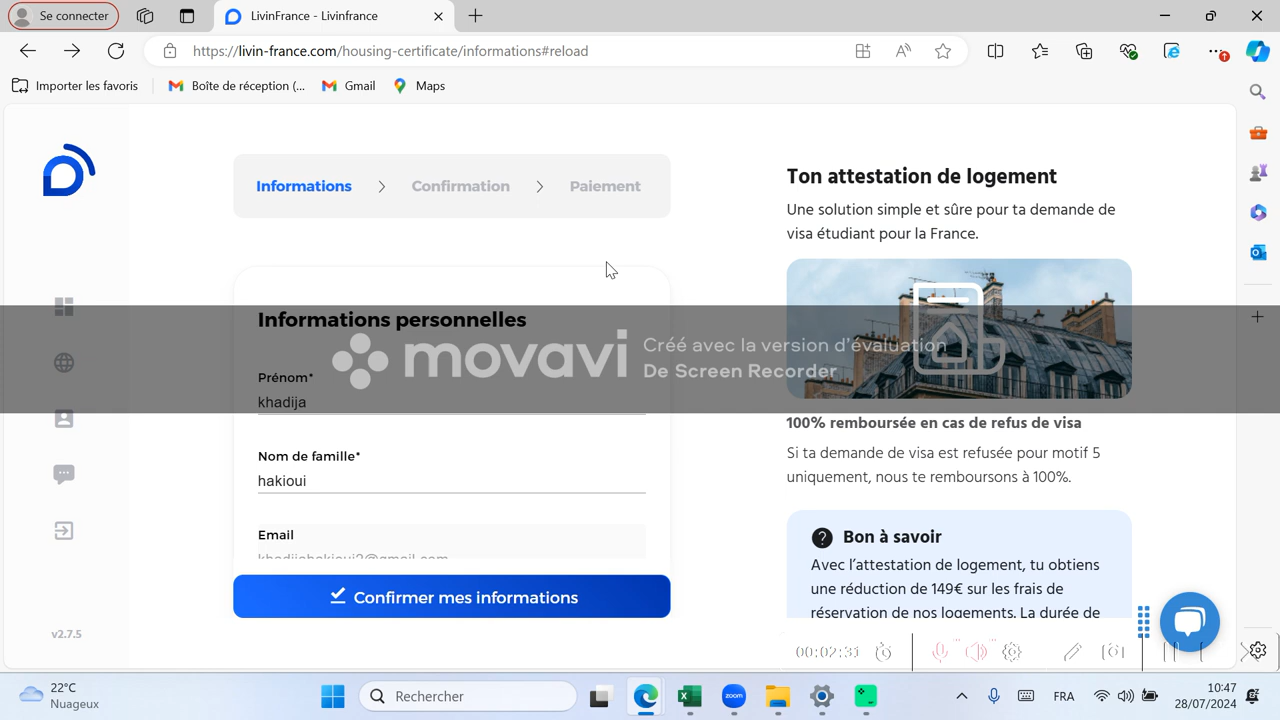 Se connecter
LivinFrance - Livinfrance
https://livin-france.com/housing-certificate/informations#reload
Importer les favoris
Boîte de réception (...
Gmail
Maps
Informations
Confirmation
Paiement
Ton attestation de logement
Une solution simple et sûre pour ta demande de
visa étudiant pour la France.
Informations personnelles
movavi
Créé avec la version d'évaluation
De Screen Recorder
Prénom*
khadija
100% remboursée en cas de refus de visa
Si ta demande de visa est refusée pour motif 5
uniquement, nous te remboursons à 100%.
Nom de famille*
hakioui
Email
khadijahakioui2@gmail.com
Confirmer mes informations
Bon à savoir
Avec l'attestation de logement, tu obtiens
une réduction de 149€ sur les frais de
réservation de nos logements. La durée de
v2.7.5
00:02:31
22°C
Nuageux
Rechercher
zoom
FRA
10:47
28/07/2024